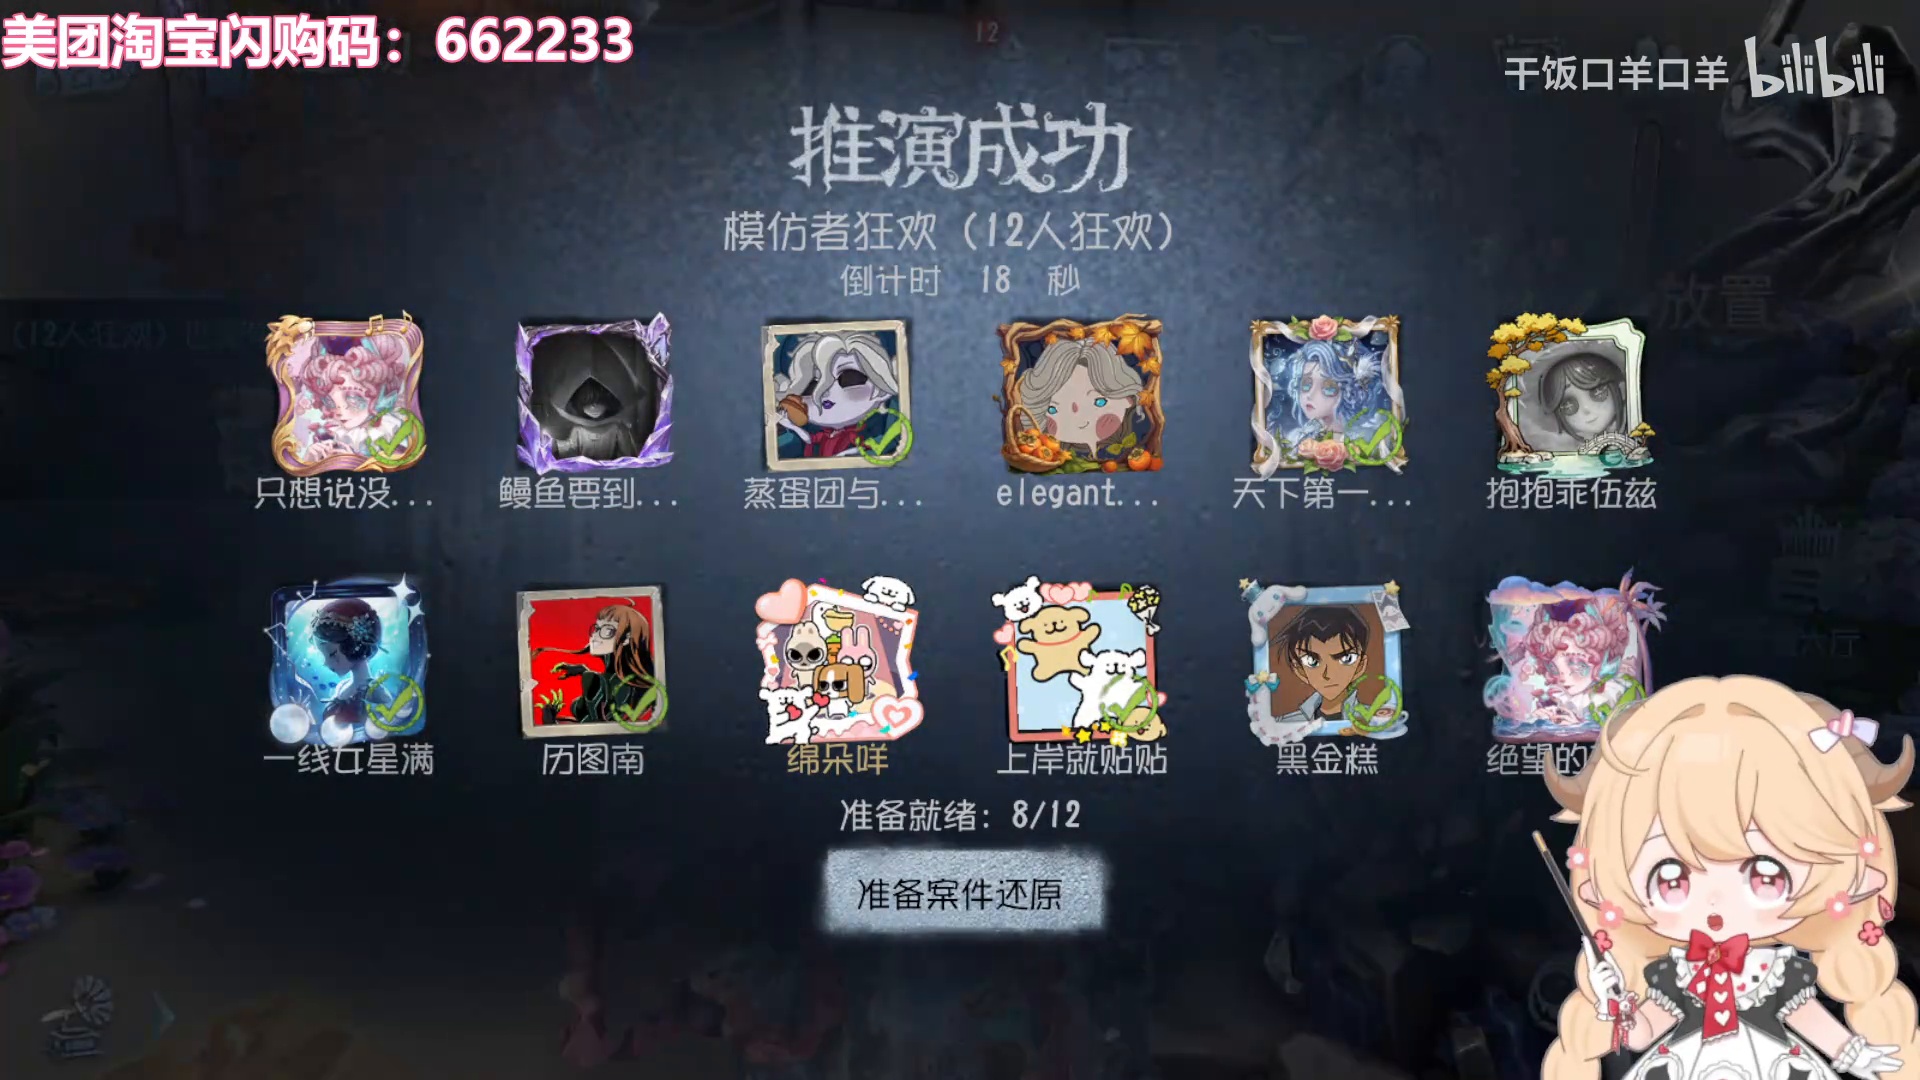 美团淘宝闪购码：662233
12
干饭口羊口羊 bilibili
推演成功
模仿者狂欢（12人狂欢）
倒计时 18 秒
放置
只想说没... 鳗鱼要到... 蒸蛋团与... elegant... 天下第一... 抱抱乖伍兹
一线女星满 历图南 绵朵咩 上岸就贴贴 黑金糕 绝望的
准备就绪：8/12
准备案件还原